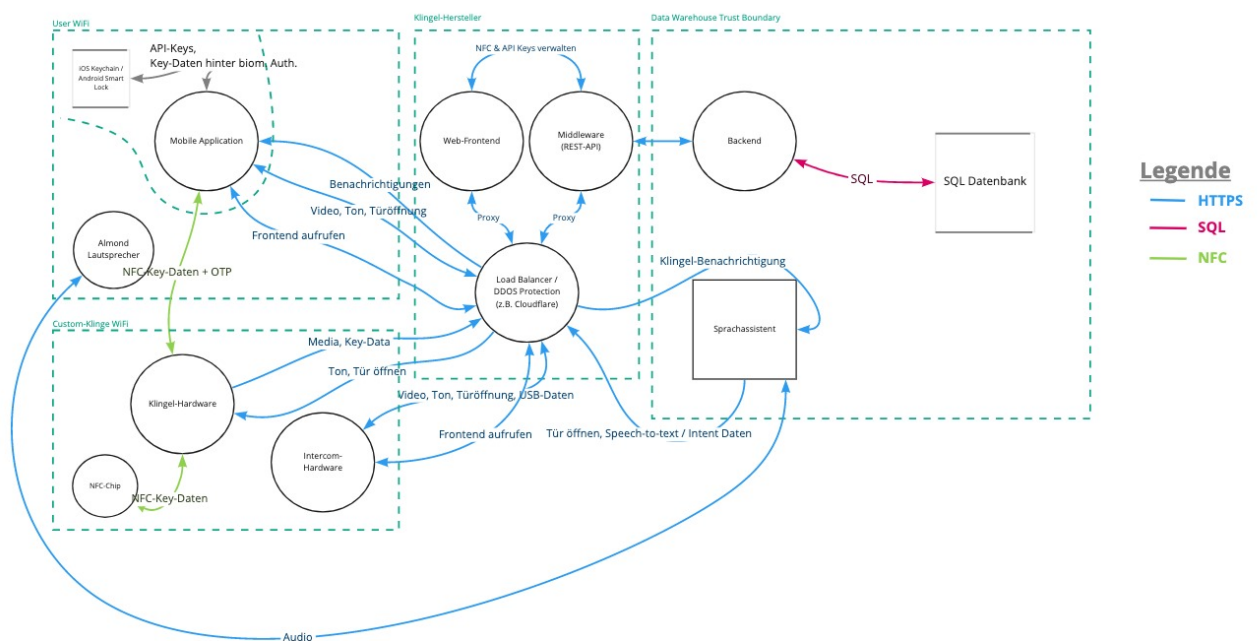 User WiFi
Klingel-Hersteller
Data Warehouse Trust Boundary
API-Keys,
Key-Daten hinter biom. Auth.
iOS Keychain /
Android Smart
Lock
NFC & API Keys verwalten
Mobile Application
Web-Frontend
Middleware
(REST-API)
Backend
SQL
SQL Datenbank
Legende
HTTPS
SQL
NFC
Benachrichtigungen
Video, Ton, Türöffnung
Frontend aufrufen
Proxy
Proxy
Almond
Lautsprecher
NFC-Key-Daten + OTP
Load Balancer /
DDOS Protection
(z.B. Cloudflare)
Klingel-Benachrichtigung
Sprachassistent
Custom-Klinge WiFi
Media, Key-Data
Ton, Tür öffnen
Klingel-Hardware
Video, Ton, Türöffnung, USB-Daten
Frontend aufrufen
Tür öffnen, Speech-to-text / Intent Daten
Intercom-
Hardware
NFC-Chip
NFC-Key-Daten
Audio